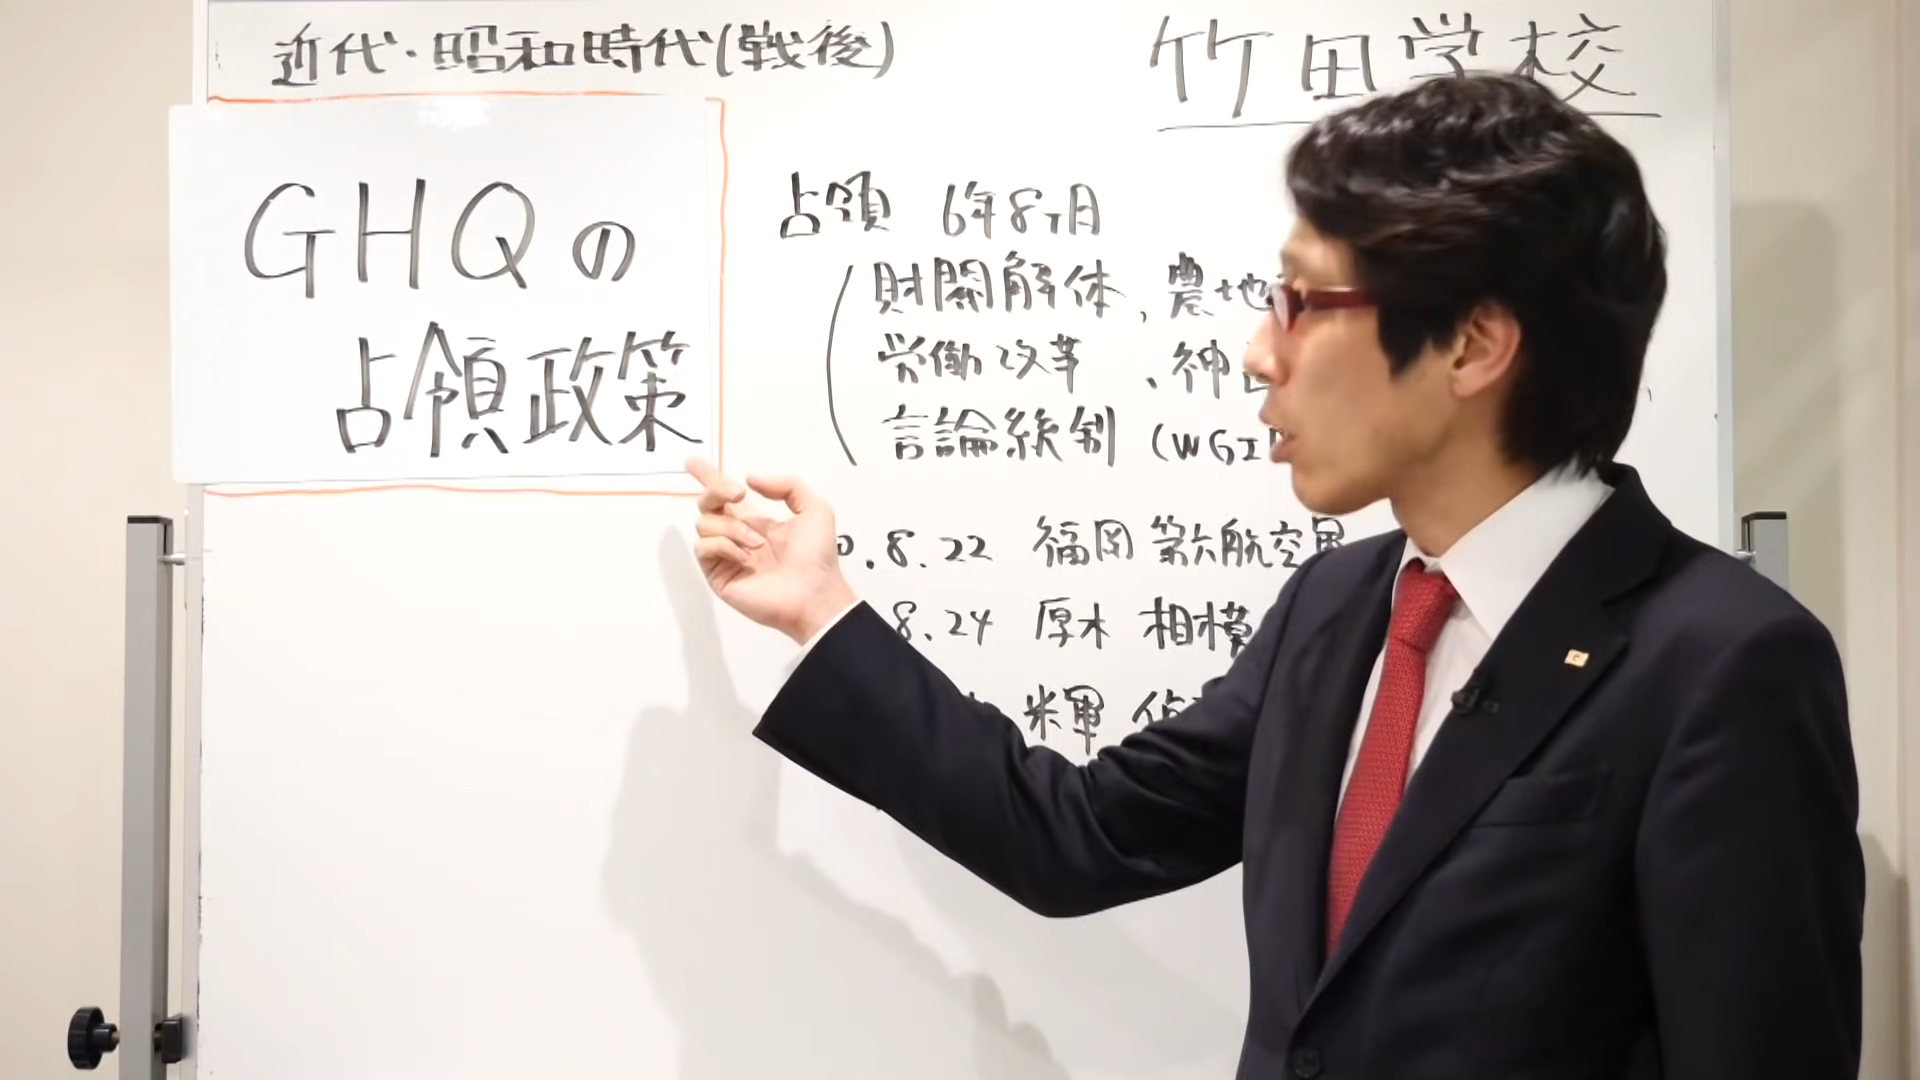 近代・昭和時代(戦後)
竹田学校
GHQの
占領政策
占領 6年8ヶ月
財閥解体、農地
労働改革、神
言論統制 (WGI
.8.22 福岡 第六航空軍
8.24 厚木 相模
米軍